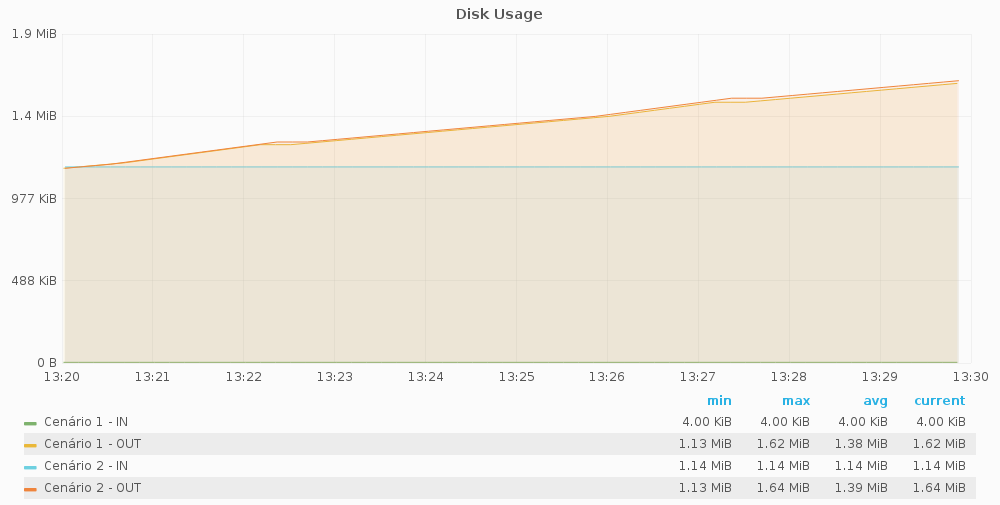 Disk Usage
1.9 MiB
1.4 MiB
977 KiB
488 KiB
0 B
13:20 13:21 13:22 13:23 13:24 13:25 13:26 13:27 13:28 13:29 13:30
min max avg current
Cenário 1 - IN 4.00 KiB 4.00 KiB 4.00 KiB 4.00 KiB
Cenário 1 - OUT 1.13 MiB 1.62 MiB 1.38 MiB 1.62 MiB
Cenário 2 - IN 1.14 MiB 1.14 MiB 1.14 MiB 1.14 MiB
Cenário 2 - OUT 1.13 MiB 1.64 MiB 1.39 MiB 1.64 MiB